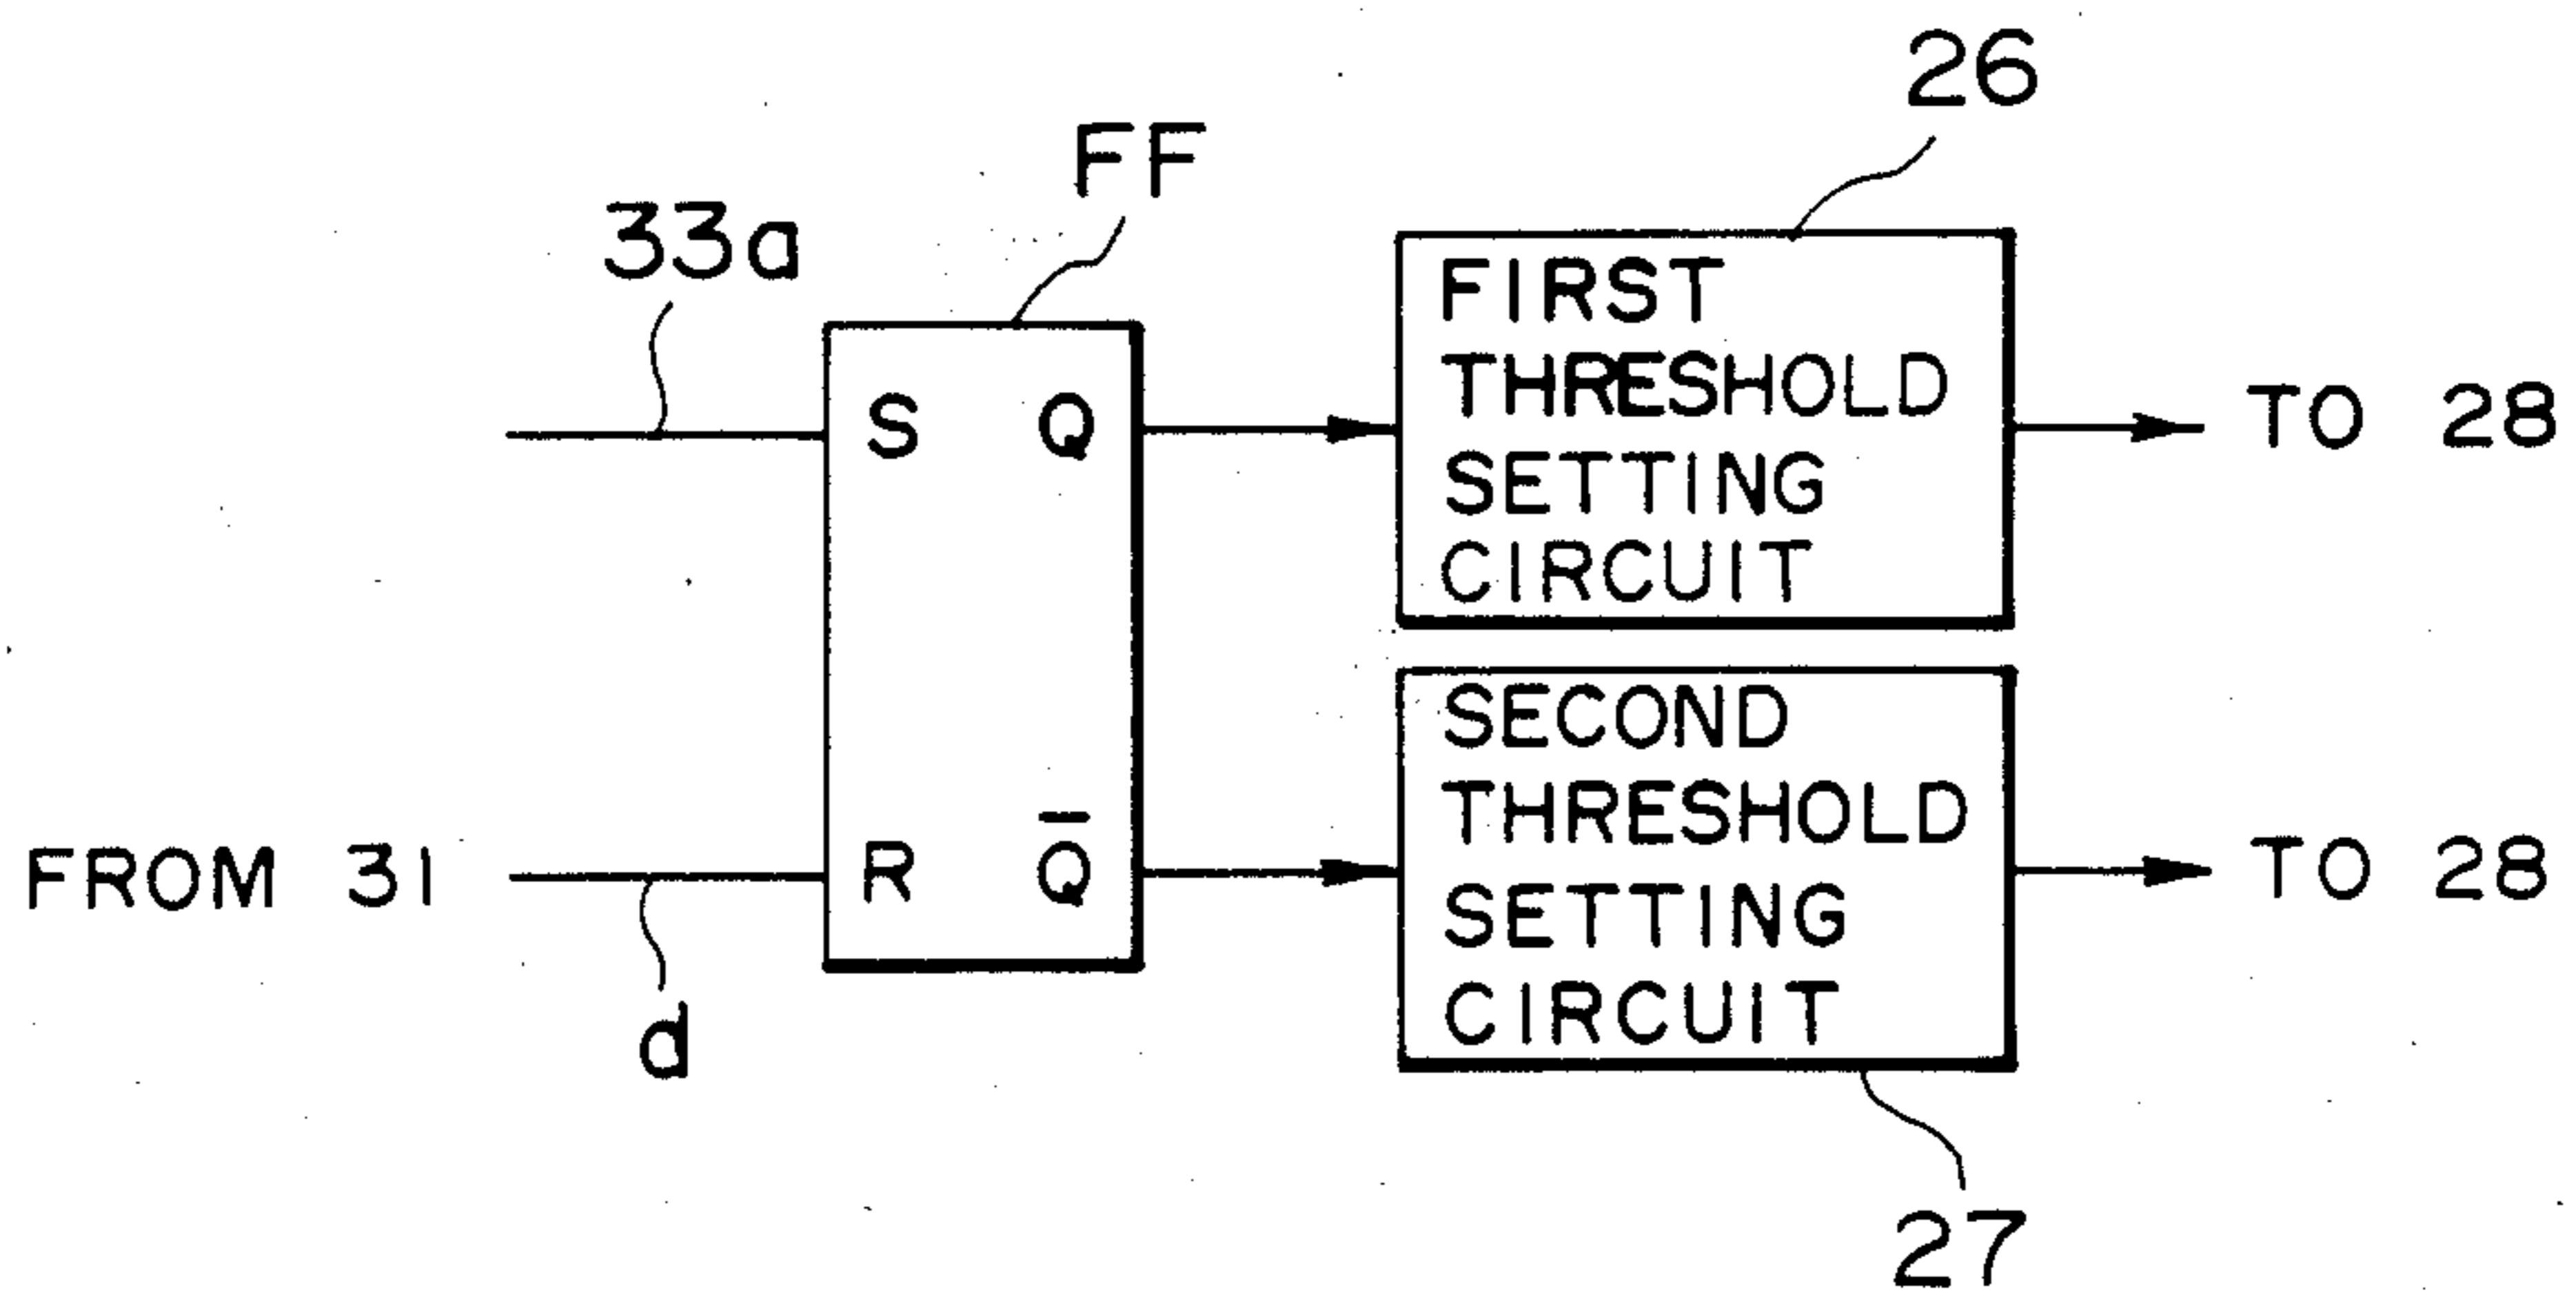 26
FF
33a
FIRST
THRESHOLD
SETTING
CIRCUIT
S Q
TO 28
SECOND
THRESHOLD
SETTING
CIRCUIT
FROM 31
R Q̅
TO 28
d
27